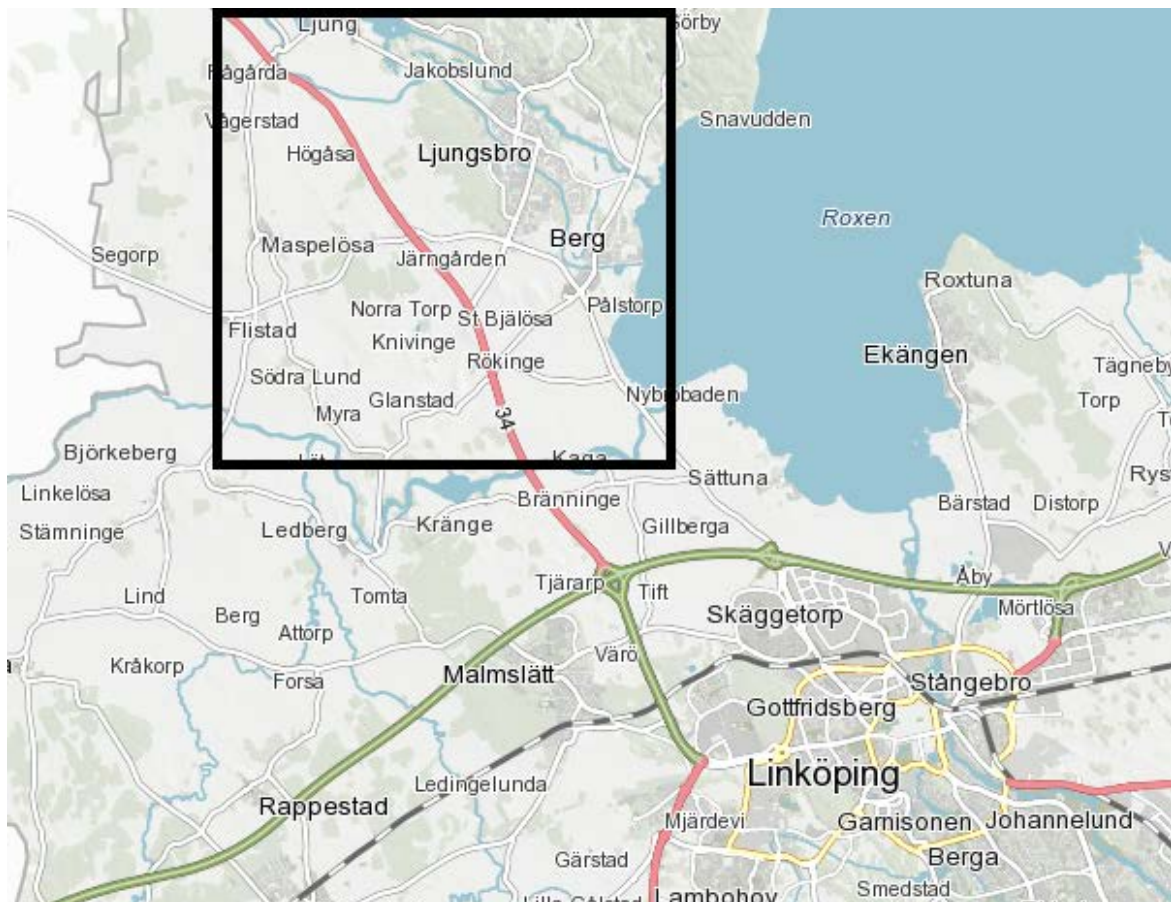 Ljung
Sörby
Fågårda
Jakobslund
Vågerstad
Snavudden
Högåsa
Ljungsbro
Roxen
Maspelösa
Berg
Segorp
Järngården
Roxtuna
Norra Torp
St Bjälösa
Pålstorp
Flistad
Knivinge
Rökinge
Ekängen
Tägneby
Södra Lund
Glanstad
Nybrobaden
Torp
Myra
34
Björkeberg
Kaga
Linkelösa
Sättuna
Rys
Stämninge
Ledberg
Kränge
Bränninge
Gillberga
Bärstad
Distorp
Lind
Berg
Tomta
Tjärarp
Tift
Åby
Mörtlösa
Attorp
Skäggetorp
Kråkorp
Forsa
Malmslätt
Värö
Stångebro
Gottfridsberg
Ledingelunda
Linköping
Rappestad
Mjärdevi
Garnisonen
Johannelund
Gärstad
Berga
Smedstad
Lambohov